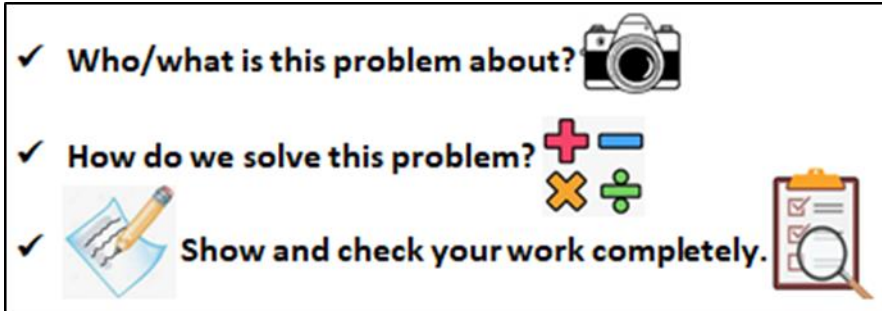 ✓ Who/what is this problem about?
✓ How do we solve this problem?
✓ Show and check your work completely.